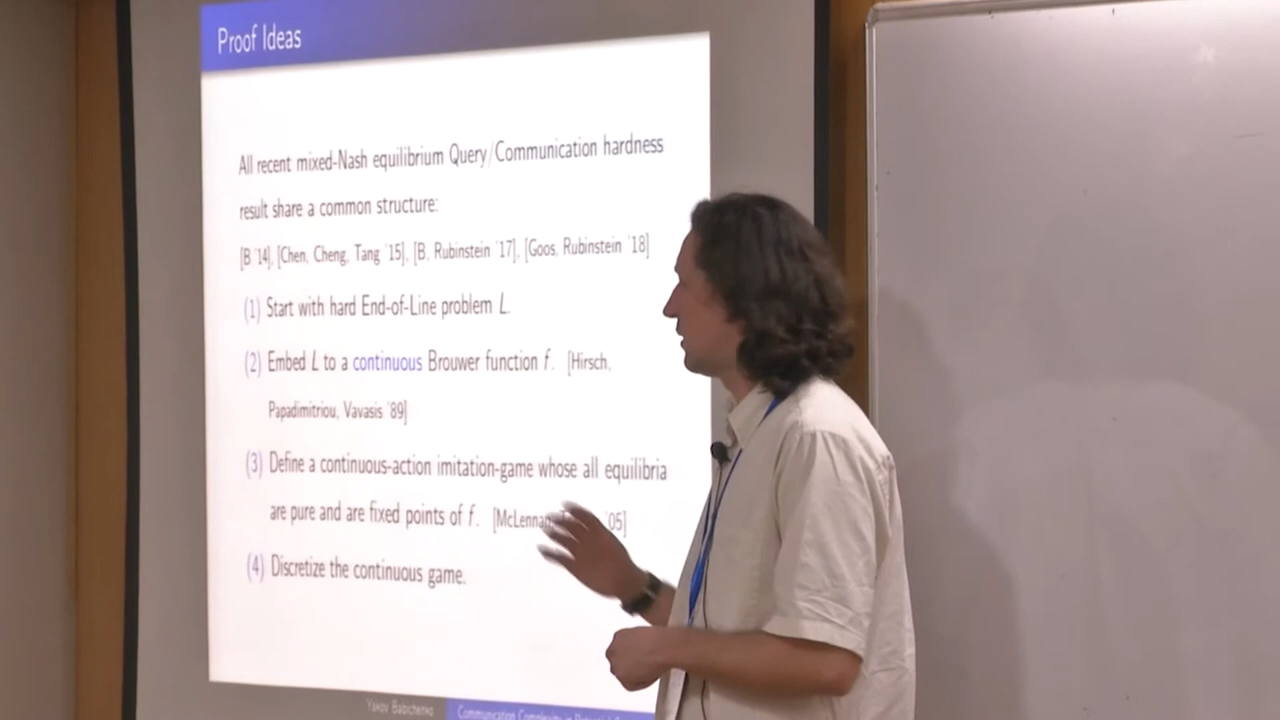 Proof Ideas
All recent mixed-Nash equilibrium Query/Communication hardness
result share a common structure:
[B '14], [Chen, Cheng, Tang '15], [B, Rubinstein '17], [Goos, Rubinstein '18]
(1) Start with hard End-of-Line problem L.
(2) Embed L to a continuous Brouwer function f. [Hirsch,
Papadimitriou, Vavasis '89]
(3) Define a continuous-action imitation-game whose all equilibria
are pure and are fixed points of f. [McLennan, '05]
(4) Discretize the continuous game.
Yakov Babichenko
Communication Complexity in Potential